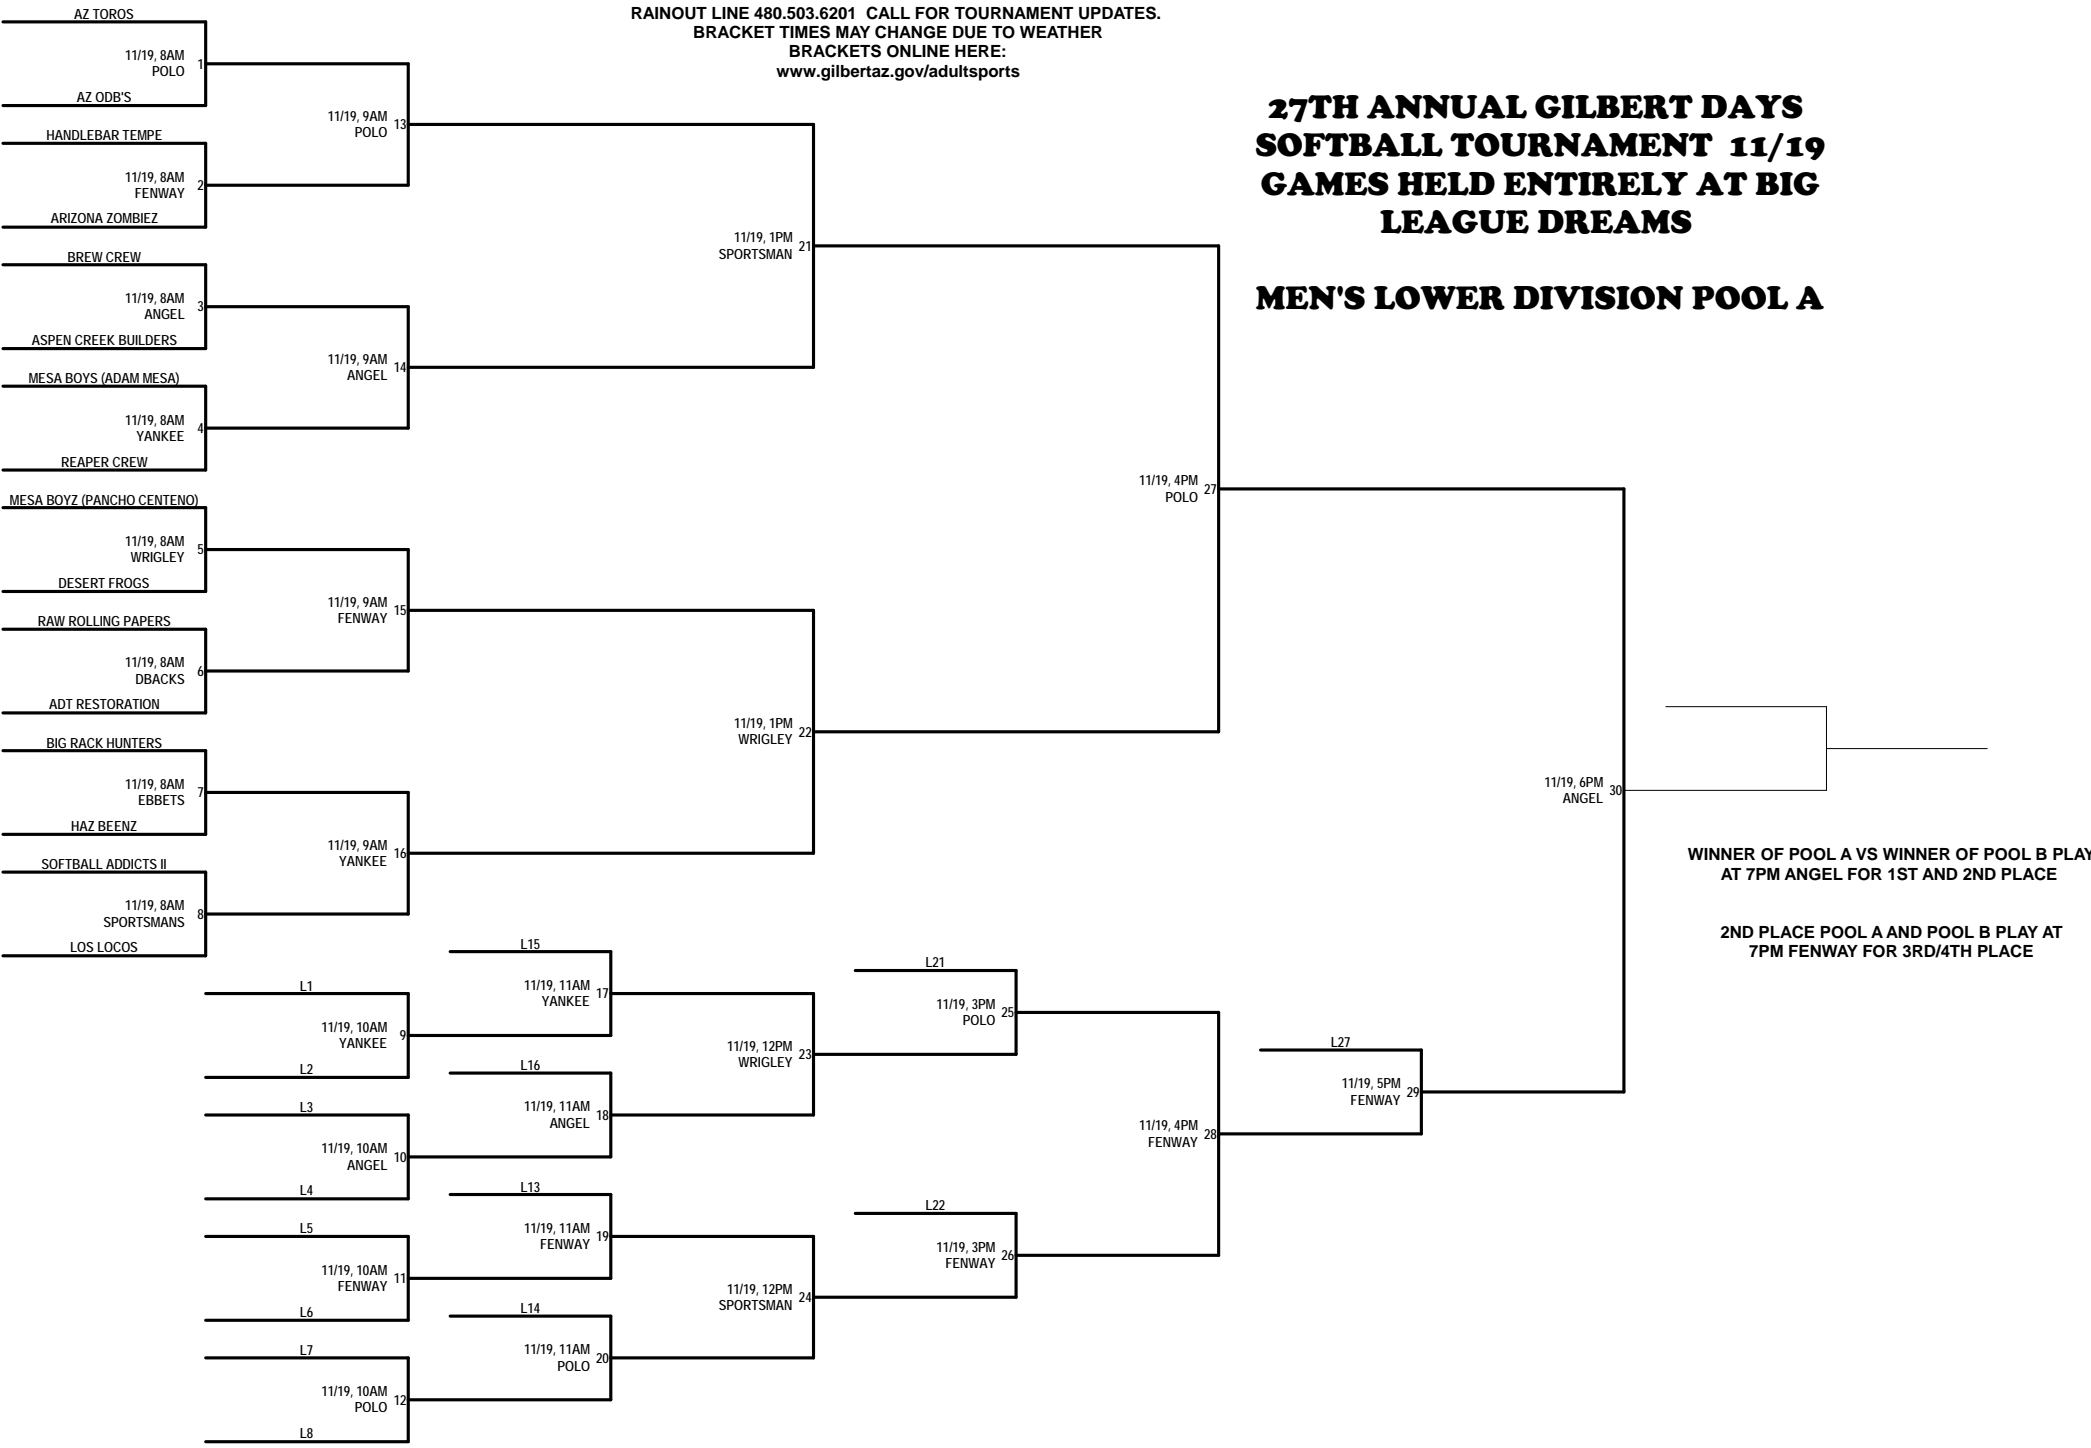 RAINOUT LINE 480.503.6201 CALL FOR TOURNAMENT UPDATES.
BRACKET TIMES MAY CHANGE DUE TO WEATHER
BRACKETS ONLINE HERE:
www.gilbertaz.gov/adultsports
27TH ANNUAL GILBERT DAYS
SOFTBALL TOURNAMENT 11/19
GAMES HELD ENTIRELY AT BIG
LEAGUE DREAMS
MEN'S LOWER DIVISION POOL A
AZ TOROS
11/19, 8AM
POLO 1
AZ ODB'S
HANDLEBAR TEMPE
11/19, 8AM
FENWAY 2
ARIZONA ZOMBIEZ
BREW CREW
11/19, 8AM
ANGEL 3
ASPEN CREEK BUILDERS
MESA BOYS (ADAM MESA)
11/19, 8AM
YANKEE 4
REAPER CREW
MESA BOYZ (PANCHO CENTENO)
11/19, 8AM
WRIGLEY 5
DESERT FROGS
RAW ROLLING PAPERS
11/19, 8AM
DBACKS 6
ADT RESTORATION
BIG RACK HUNTERS
11/19, 8AM
EBBETS 7
HAZ BEENZ
SOFTBALL ADDICTS II
11/19, 8AM
SPORTSMANS 8
LOS LOCOS
11/19, 9AM
POLO 13
11/19, 9AM
ANGEL 14
11/19, 9AM
FENWAY 15
11/19, 9AM
YANKEE 16
11/19, 1PM
SPORTSMAN 21
11/19, 1PM
WRIGLEY 22
11/19, 4PM
POLO 27
11/19, 6PM
ANGEL 30
WINNER OF POOL A VS WINNER OF POOL B PLAY
AT 7PM ANGEL FOR 1ST AND 2ND PLACE
2ND PLACE POOL A AND POOL B PLAY AT
7PM FENWAY FOR 3RD/4TH PLACE
L1
11/19, 10AM
YANKEE 9
L2
L3
11/19, 10AM
ANGEL 10
L4
L5
11/19, 10AM
FENWAY 11
L6
L7
11/19, 10AM
POLO 12
L8
L15
11/19, 11AM
YANKEE 17
L16
11/19, 11AM
ANGEL 18
L13
11/19, 11AM
FENWAY 19
L14
11/19, 11AM
POLO 20
11/19, 12PM
WRIGLEY 23
11/19, 12PM
SPORTSMAN 24
L21
11/19, 3PM
POLO 25
L22
11/19, 3PM
FENWAY 26
11/19, 4PM
FENWAY 28
L27
11/19, 5PM
FENWAY 29